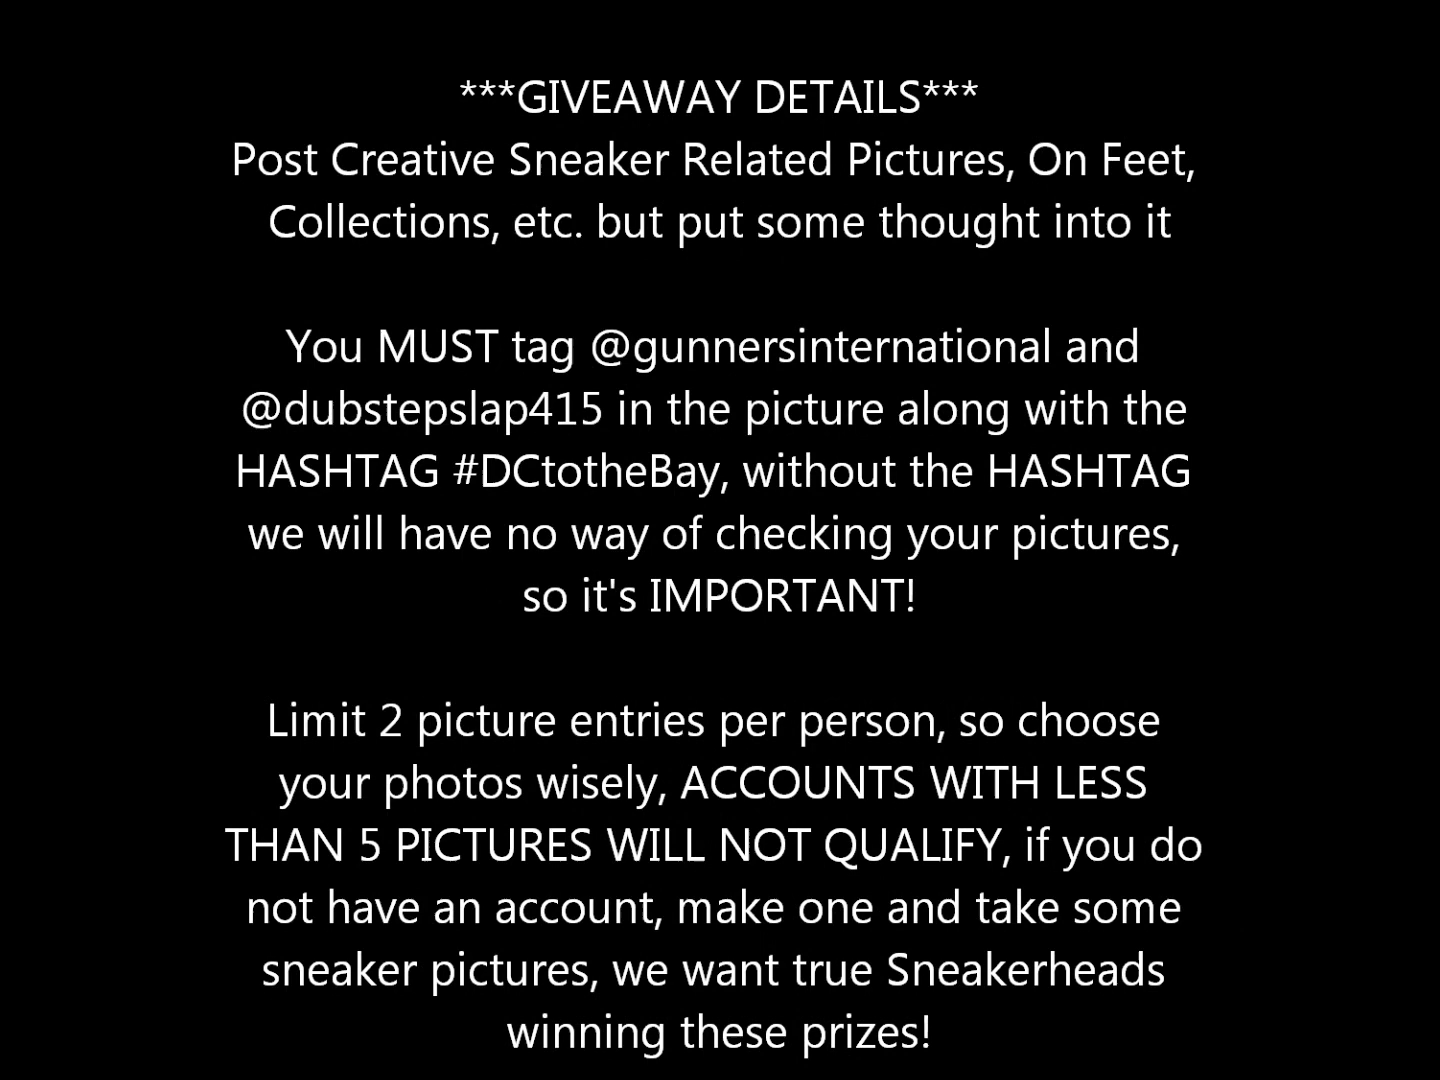 ***GIVEAWAY DETAILS***
Post Creative Sneaker Related Pictures, On Feet,
Collections, etc. but put some thought into it
You MUST tag @gunnersinternational and
@dubstepslap415 in the picture along with the
HASHTAG #DCtotheBay, without the HASHTAG
we will have no way of checking your pictures,
so it's IMPORTANT!
Limit 2 picture entries per person, so choose
your photos wisely, ACCOUNTS WITH LESS
THAN 5 PICTURES WILL NOT QUALIFY, if you do
not have an account, make one and take some
sneaker pictures, we want true Sneakerheads
winning these prizes!